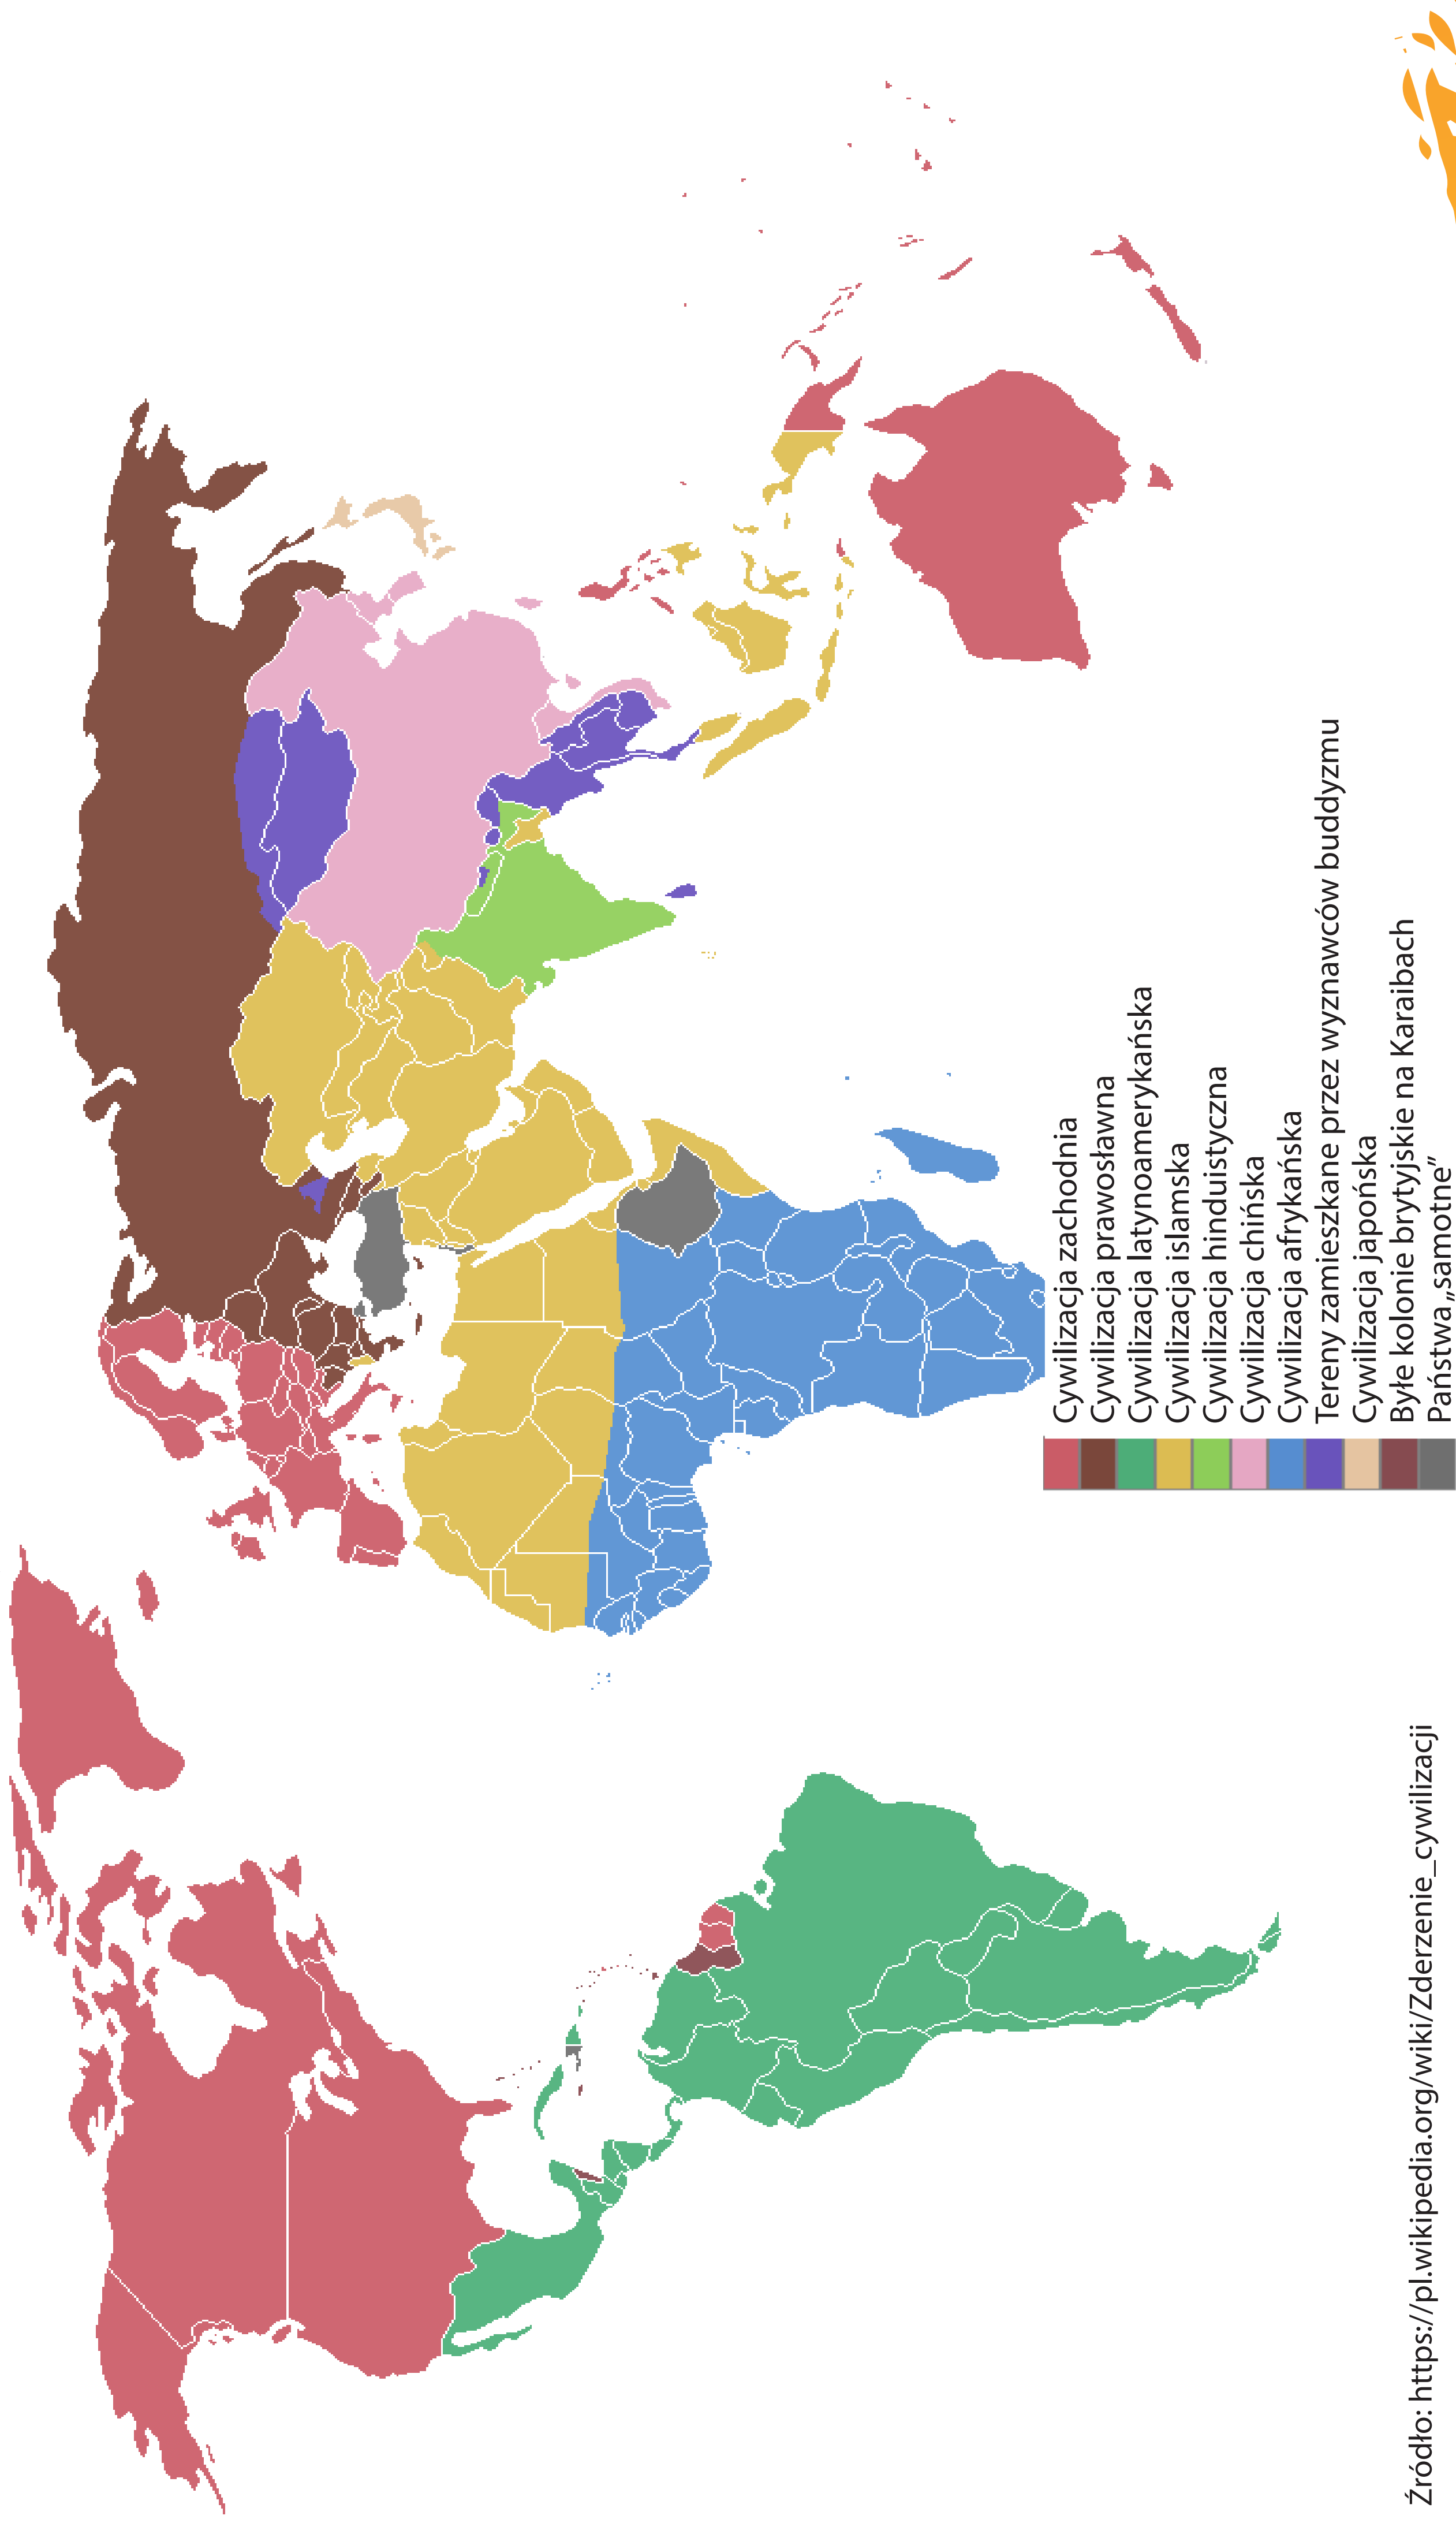 Cywilizacja zachodnia
Cywilizacja prawosławna
Cywilizacja latynoamerykańska
Cywilizacja islamska
Cywilizacja hinduistyczna
Cywilizacja chińska
Cywilizacja afrykańska
Tereny zamieszkane przez wyznawców buddyzmu
Cywilizacja japońska
Byłe kolonie brytyjskie na Karaibach
Państwa „samotne”
Źródło: https://pl.wikipedia.org/wiki/Zderzenie_cywilizacji